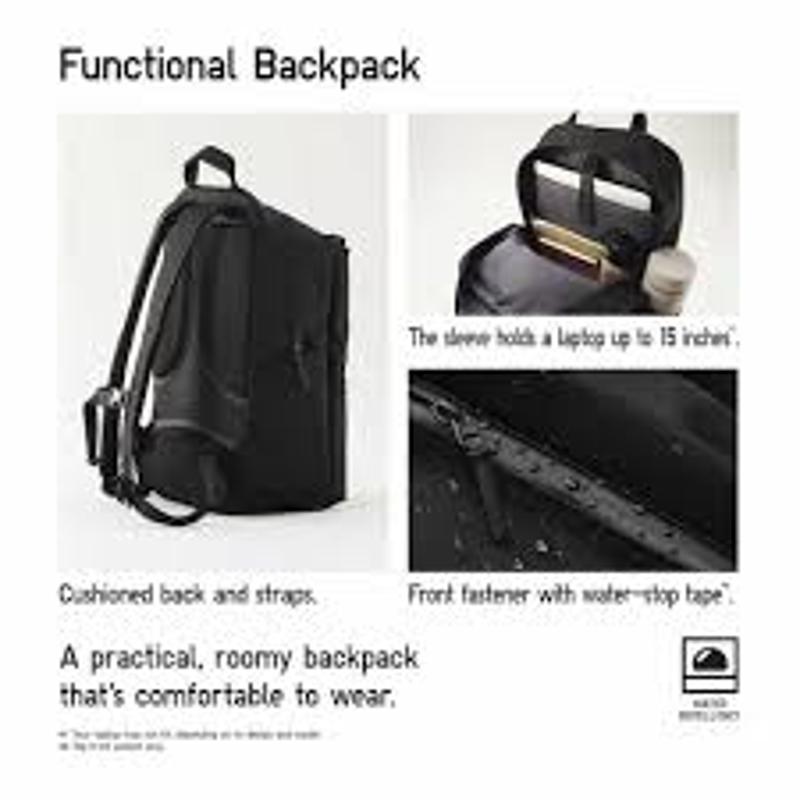 Functional Backpack
The sleeve holds a laptop up to 15 inches*.
Cushioned back and straps.
Front fastener with water-stop tape*.
A practical, roomy backpack
that's comfortable to wear.
WATER
REPELLENT